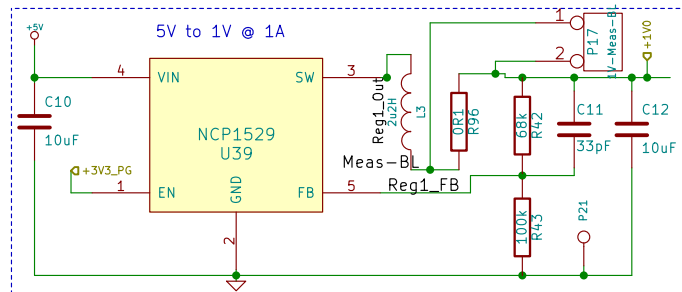 +5V
5V to 1V @ 1A
1
2
P17
1V-Meas-BL
+1V0
4
VIN
SW
3
C10
10uF
NCP1529
U39
Reg1_Out
2u2H
L3
0R1
R96
68k
R42
C11
33pF
C12
10uF
Meas-BL
+3V3_PG
1
EN
GND
FB
5
Reg1_FB
2
100k
R43
P21